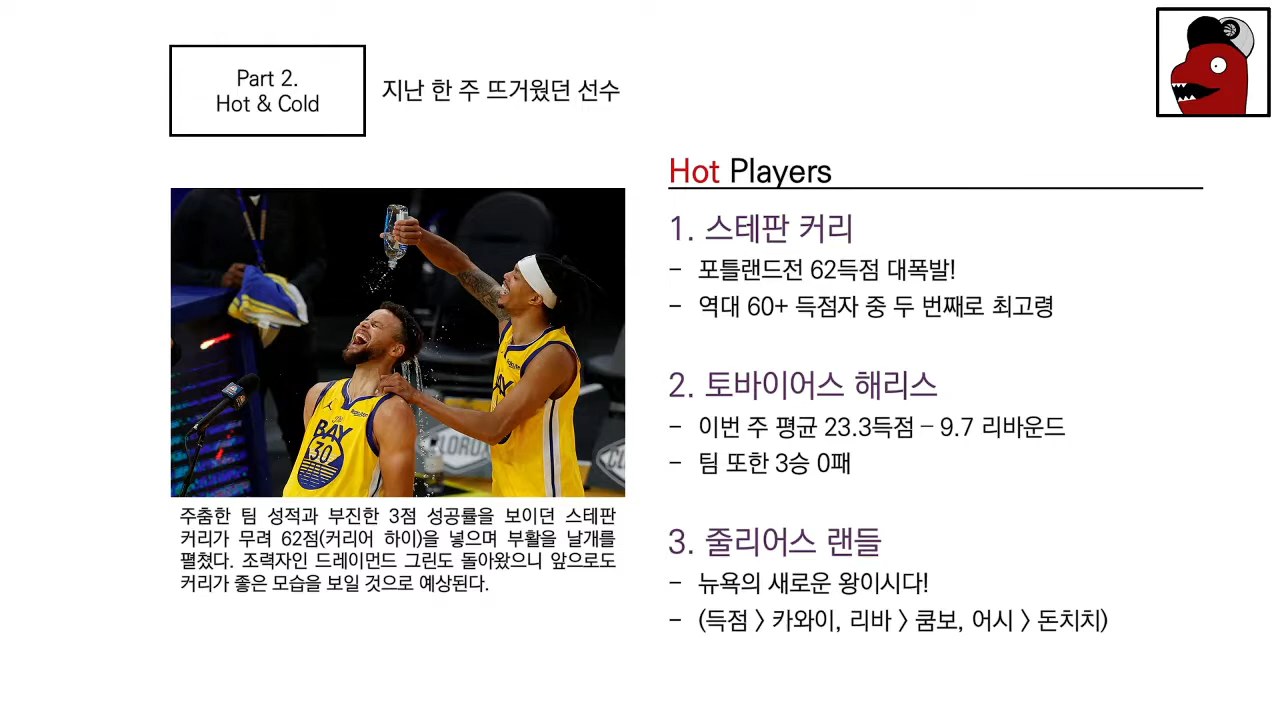 Part 2.
Hot & Cold
지난 한 주 뜨거웠던 선수
Hot Players
1. 스테판 커리
- 포틀랜드전 62득점 대폭발!
- 역대 60+ 득점자 중 두 번째로 최고령
2. 토바이어스 해리스
- 이번 주 평균 23.3득점 – 9.7 리바운드
- 팀 또한 3승 0패
3. 줄리어스 랜들
- 뉴욕의 새로운 왕이시다!
- (득점 > 카와이, 리바 > 쿰보, 어시 > 돈치치)
BAY
30
CLOROX
주춤한 팀 성적과 부진한 3점 성공률을 보이던 스테판
커리가 무려 62점(커리어 하이)을 넣으며 부활을 날개를
펼쳤다. 조력자인 드레이먼드 그린도 돌아왔으니 앞으로도
커리가 좋은 모습을 보일 것으로 예상된다.